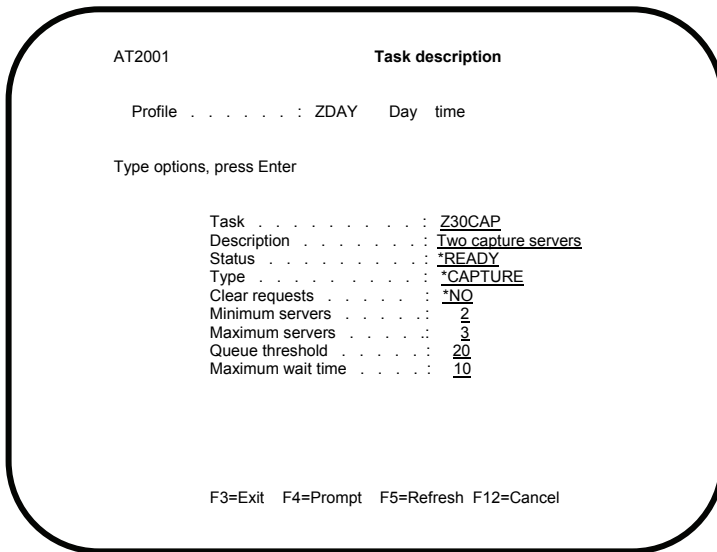 AT2001 Task description
Profile . . . . . . : ZDAY Day time
Type options, press Enter
Task . . . . . . . . . : Z30CAP
Description . . . . . . . : Two capture servers
Status . . . . . . . . . : *READY
Type . . . . . . . . . : *CAPTURE
Clear requests . . . . . : *NO
Minimum servers . . . . . : 2
Maximum servers . . . . .: 3
Queue threshold . . . . . : 20
Maximum wait time . . . . : 10
F3=Exit F4=Prompt F5=Refresh F12=Cancel